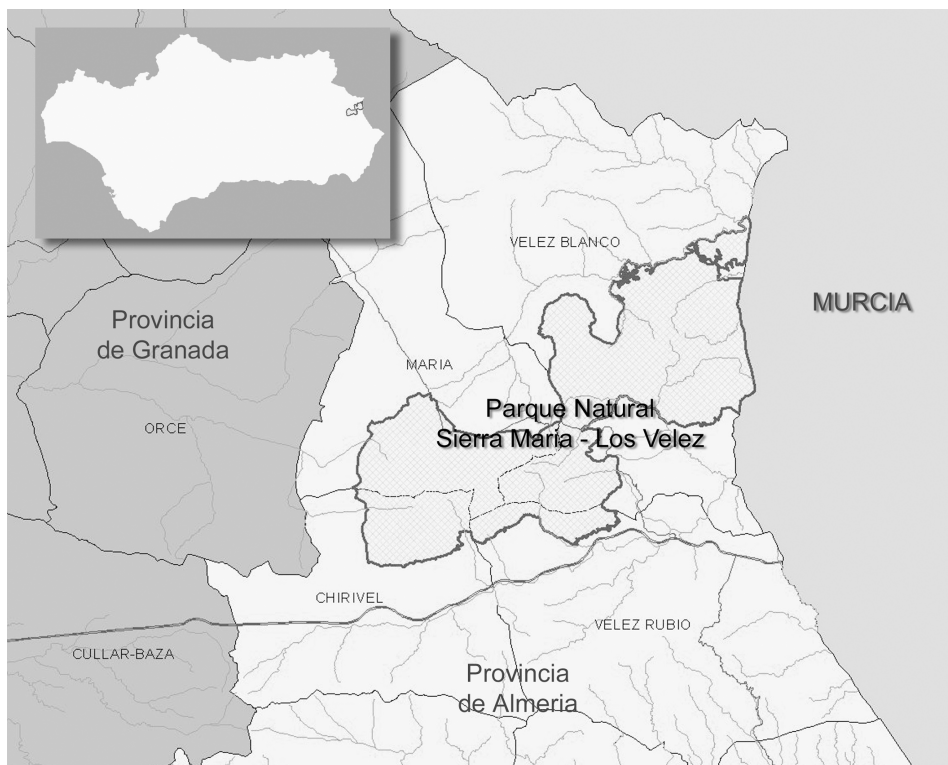 VELEZ BLANCO
MURCIA
Provincia
de Granada
MARIA
Parque Natural
Sierra María - Los Velez
ORCE
CHIRIVEL
VELEZ RUBIO
CULLAR-BAZA
Provincia
de Almeria